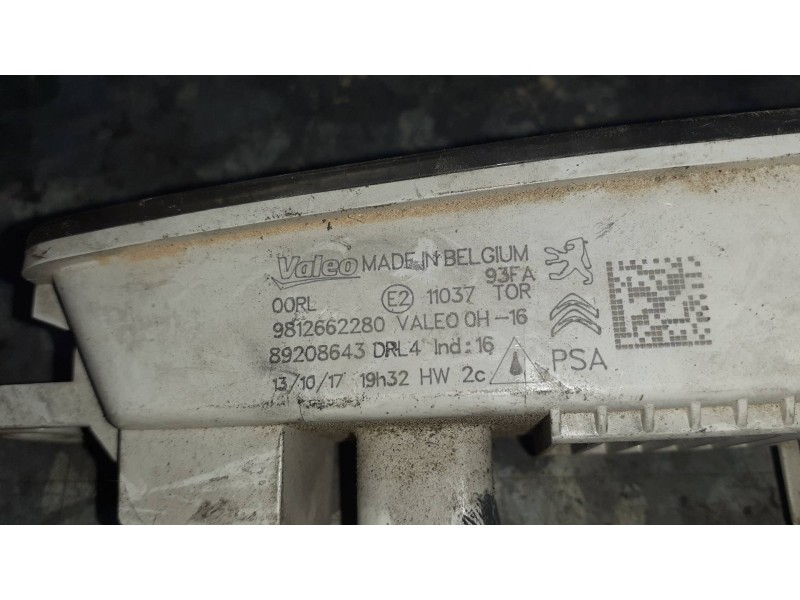 Valeo MADE IN BELGIUM
93FA
00RL E2 11037 TOR
9812662280 VALEO 0H-16
89208643 DRL4 Ind:16
13/10/17 19h32 HW 2c PSA